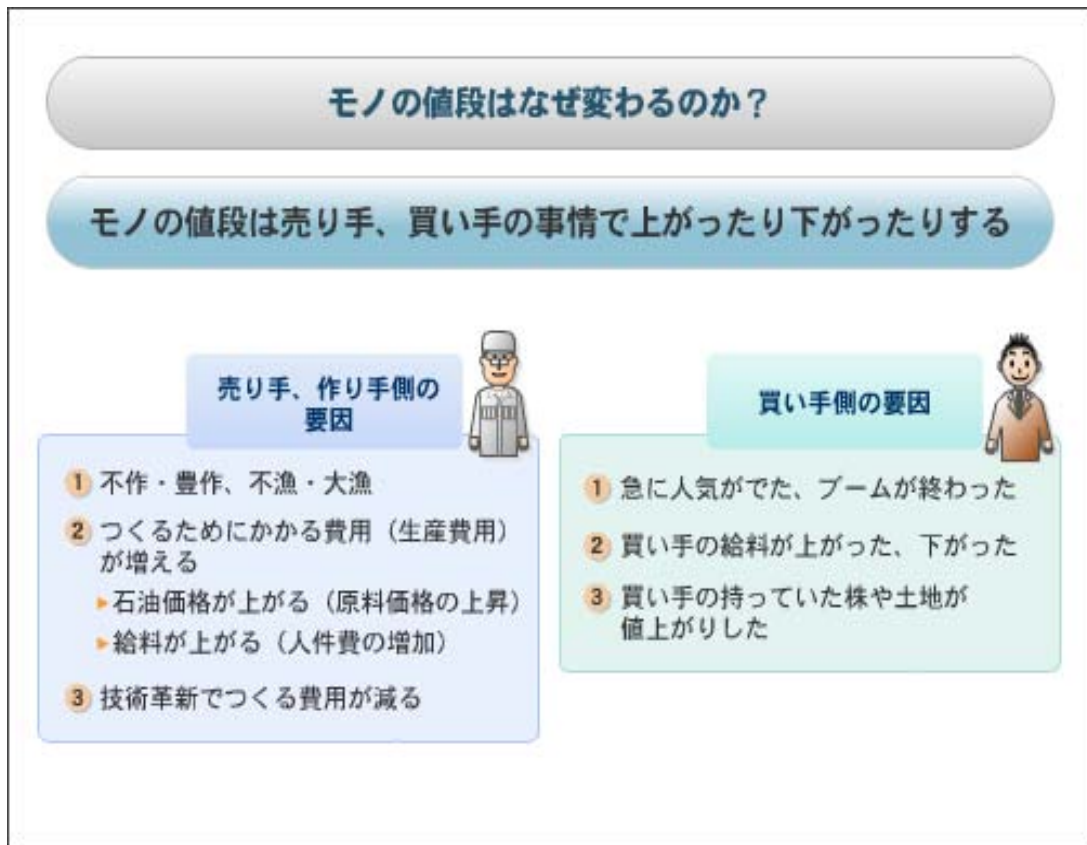 モノの値段はなぜ変わるのか？
モノの値段は売り手、買い手の事情で上がったり下がったりする
売り手、作り手側の
要因
1 不作・豊作、不漁・大漁
2 つくるためにかかる費用（生産費用）
が増える
▶石油価格が上がる（原料価格の上昇）
▶給料が上がる（人件費の増加）
3 技術革新でつくる費用が減る
買い手側の要因
1 急に人気がでた、ブームが終わった
2 買い手の給料が上がった、下がった
3 買い手の持っていた株や土地が
値上がりした